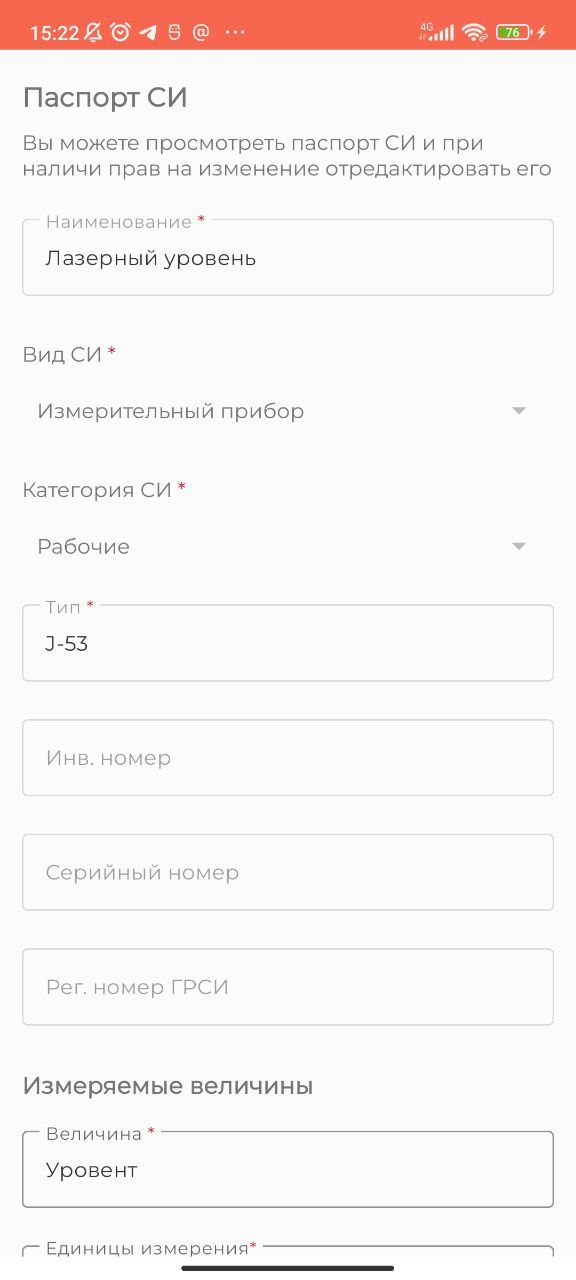 15:22
4G
76
Паспорт СИ
Вы можете просмотреть паспорт СИ и при
наличи прав на изменение отредактировать его
Наименование *
Лазерный уровень
Вид СИ *
Измерительный прибор
Категория СИ *
Рабочие
Тип *
J-53
Инв. номер
Серийный номер
Рег. номер ГРСИ
Измеряемые величины
Величина *
Уровент
Единицы измерения*